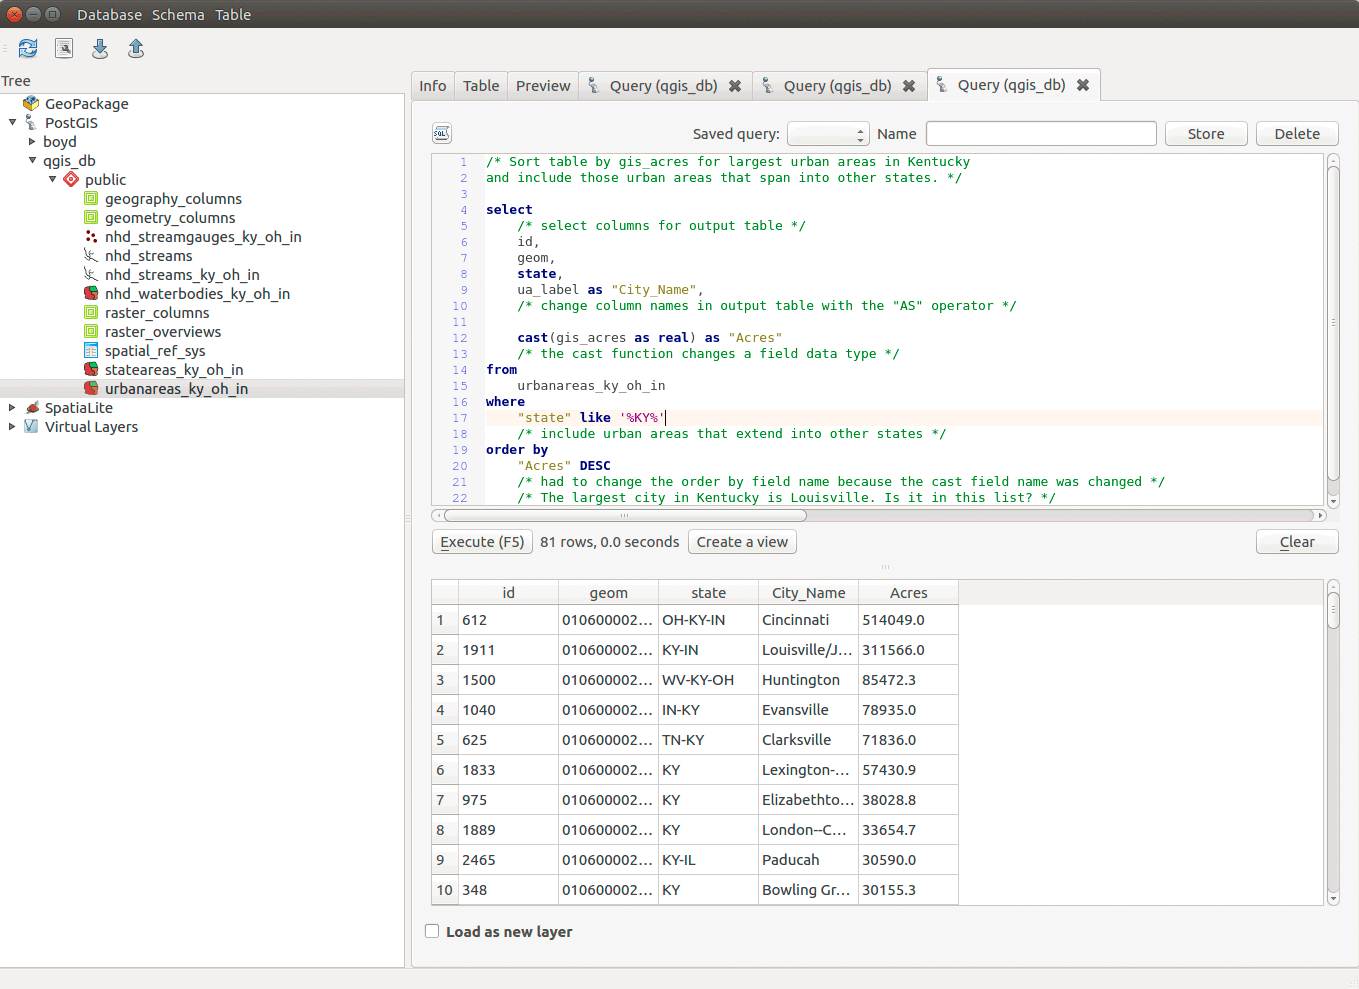 Database Schema Table
Tree
GeoPackage
PostGIS
boyd
qgis_db
public
geography_columns
geometry_columns
nhd_streamgauges_ky_oh_in
nhd_streams
nhd_streams_ky_oh_in
nhd_waterbodies_ky_oh_in
raster_columns
raster_overviews
spatial_ref_sys
stateareas_ky_oh_in
urbanareas_ky_oh_in
SpatiaLite
Virtual Layers
Info Table Preview Query (qgis_db) Query (qgis_db) Query (qgis_db)
SQL Saved query: Name Store Delete
1 /* Sort table by gis_acres for largest urban areas in Kentucky
2 and include those urban areas that span into other states. */
3
4 select
5 /* select columns for output table */
6 id,
7 geom,
8 state,
9 ua_label as "City_Name",
10 /* change column names in output table with the "AS" operator */
11
12 cast(gis_acres as real) as "Acres"
13 /* the cast function changes a field data type */
14 from
15 urbanareas_ky_oh_in
16 where
17 "state" like '%KY%'
18 /* include urban areas that extend into other states */
19 order by
20 "Acres" DESC
21 /* had to change the order by field name because the cast field name was changed */
22 /* The largest city in Kentucky is Louisville. Is it in this list? */
Execute (F5) 81 rows, 0.0 seconds Create a view Clear
id geom state City_Name Acres
1 612 010600002... OH-KY-IN Cincinnati 514049.0
2 1911 010600002... KY-IN Louisville/J... 311566.0
3 1500 010600002... WV-KY-OH Huntington 85472.3
4 1040 010600002... IN-KY Evansville 78935.0
5 625 010600002... TN-KY Clarksville 71836.0
6 1833 010600002... KY Lexington-... 57430.9
7 975 010600002... KY Elizabethto... 38028.8
8 1889 010600002... KY London--C... 33654.7
9 2465 010600002... KY-IL Paducah 30590.0
10 348 010600002... KY Bowling Gr... 30155.3
Load as new layer